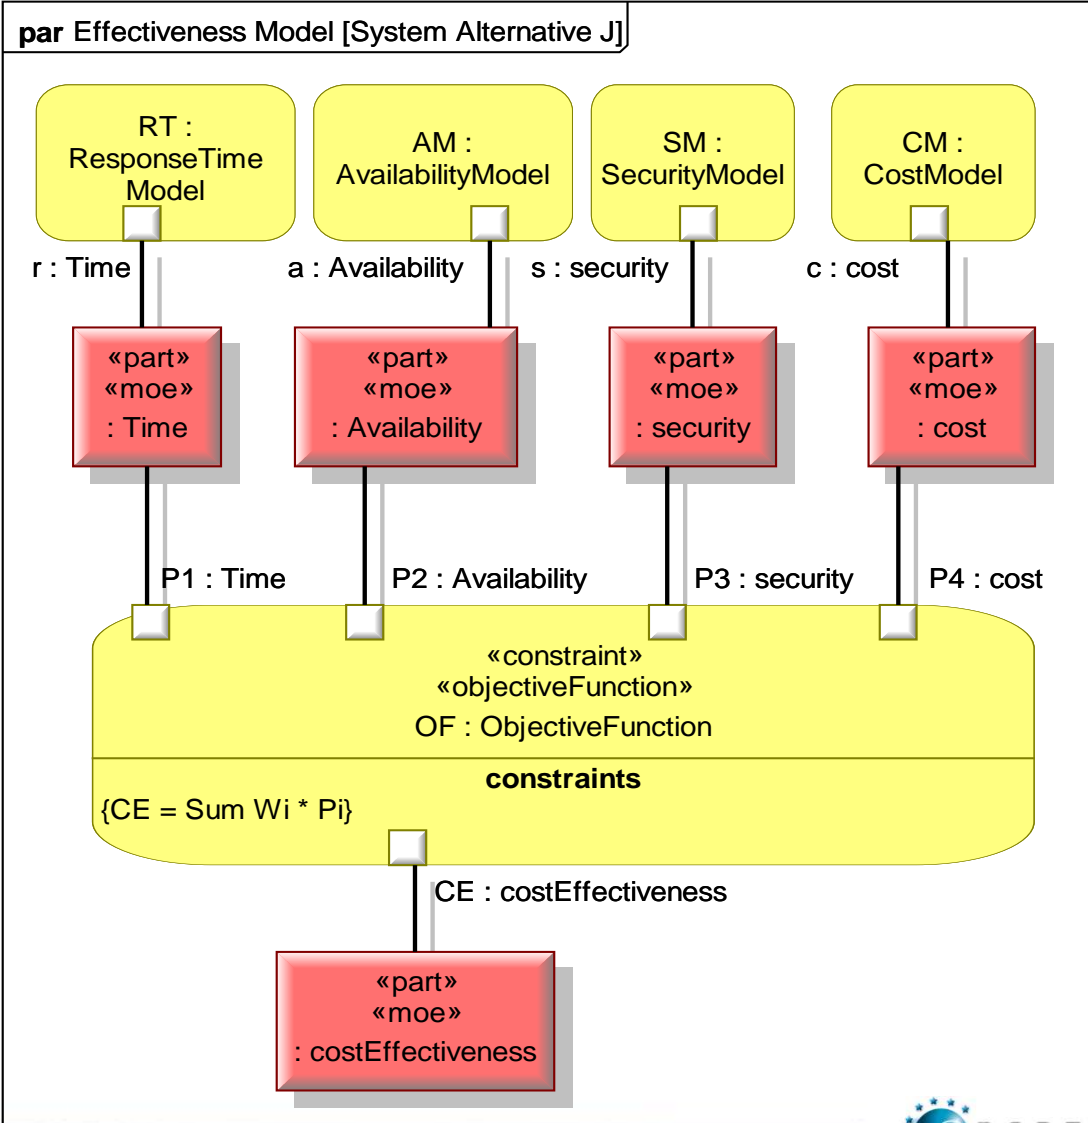 par Effectiveness Model [System Alternative J]
RT :
ResponseTime
Model
AM :
AvailabilityModel
SM :
SecurityModel
CM :
CostModel
r : Time
a : Availability
s : security
c : cost
«part»
«moe»
: Time
«part»
«moe»
: Availability
«part»
«moe»
: security
«part»
«moe»
: cost
P1 : Time
P2 : Availability
P3 : security
P4 : cost
«constraint»
«objectiveFunction»
OF : ObjectiveFunction
constraints
{CE = Sum Wi * Pi}
CE : costEffectiveness
«part»
«moe»
: costEffectiveness